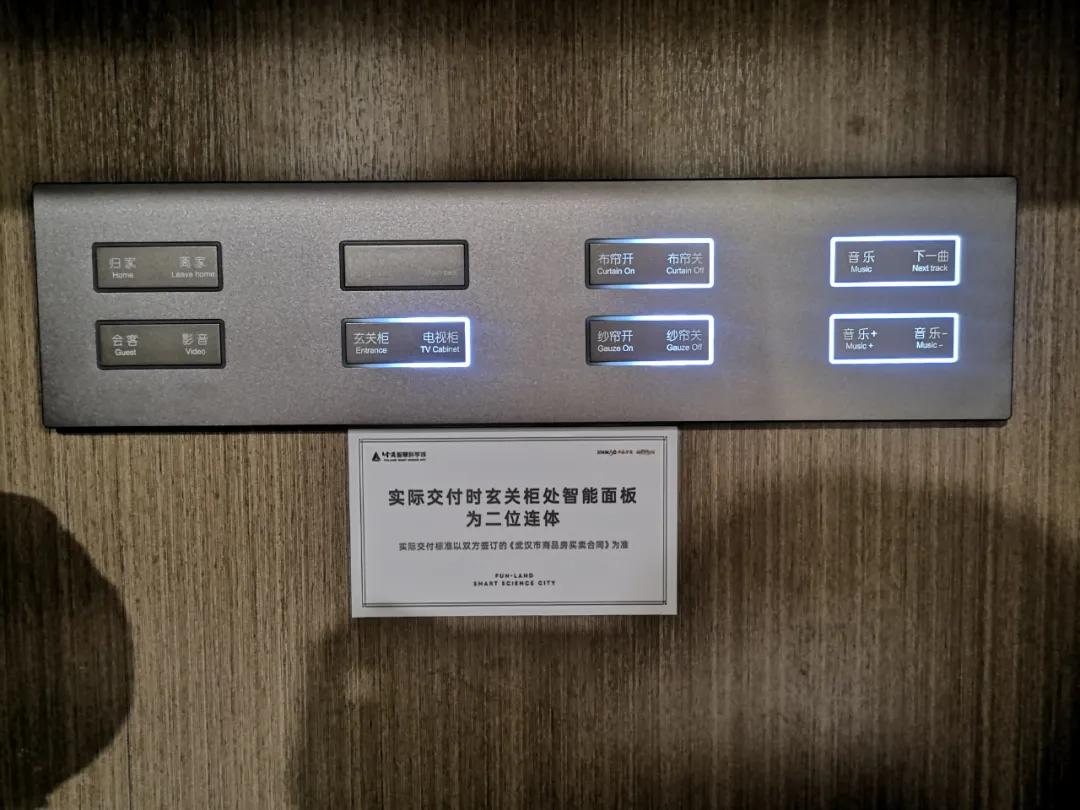 归家 离家
Home Leave home
会客 影音
Guest Video
玄关柜 电视柜
Entrance TV Cabinet
布帘开 布帘关
Curtain On Curtain Off
纱帘开 纱帘关
Gauze On Gauze Off
音乐 下一曲
Music Next track
音乐+ 音乐-
Music + Music -
实际交付时玄关柜处智能面板
为二位连体
实际交付标准以双方签订的《武汉市商品房买卖合同》为准
FUN·LAND
SMART SCIENCE CITY